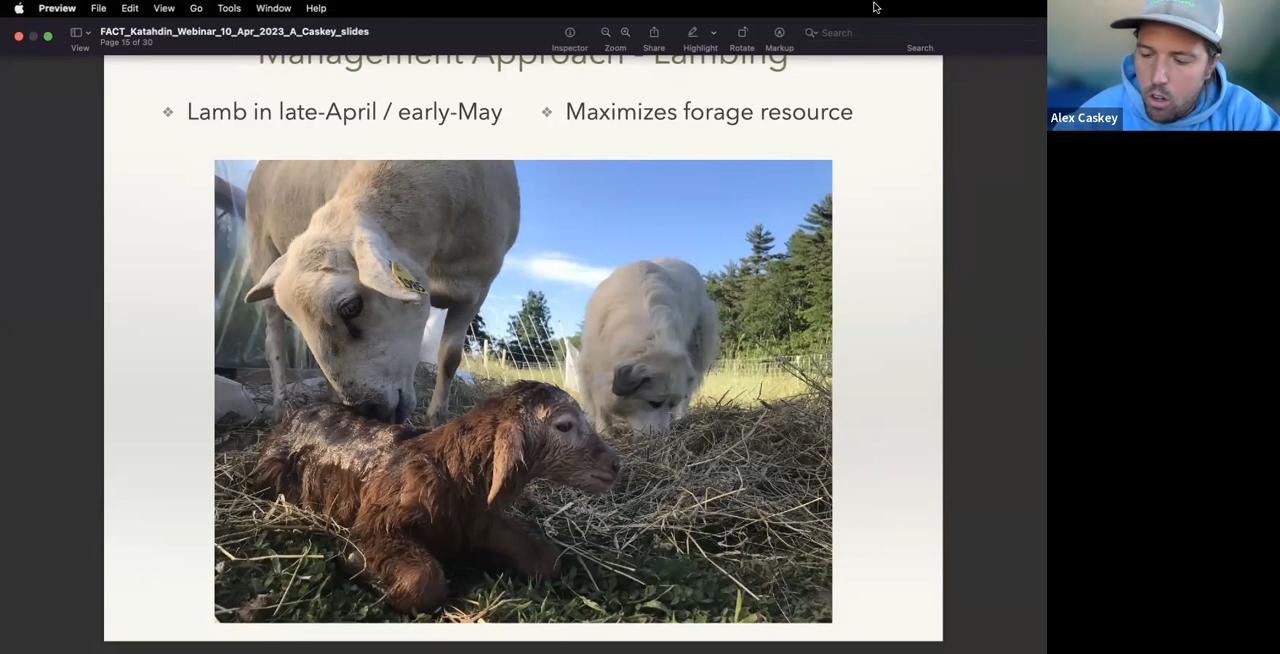 Preview File Edit View Go Tools Window Help
FACT_Katahdin_Webinar_10_Apr_2023_A_Caskey_slides
Page 15 of 30
View
Inspector Zoom Share Highlight Rotate Markup Search
Search
Management Approach - Lambing
❖ Lamb in late-April / early-May
❖ Maximizes forage resource
Alex Caskey